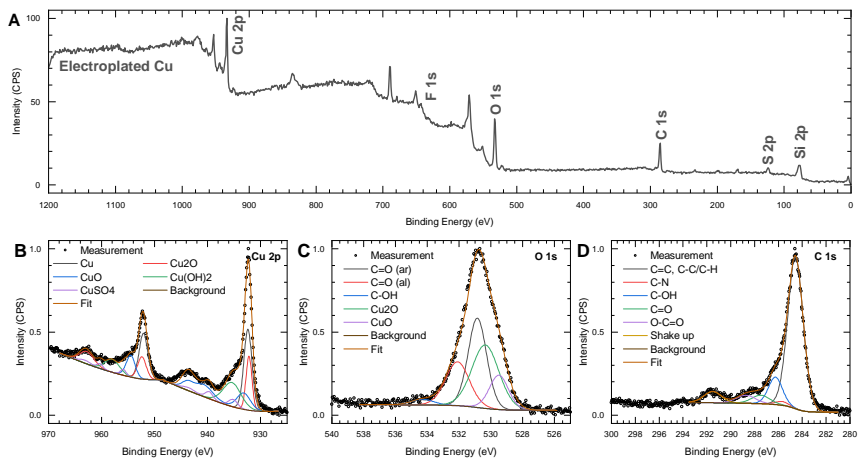 A
Electroplated Cu
Cu 2p
F 1s
O 1s
C 1s
S 2p
Si 2p
Intensity (CPS)
100
50
0
1200 1100 1000 900 800 700 600 500 400 300 200 100 0
Binding Energy (eV)
B
Cu 2p
Measurement
Cu
CuO
CuSO4
Fit
Cu2O
Cu(OH)2
Background
Intensity (CPS)
1.0
0.5
0.0
970 960 950 940 930
Binding Energy (eV)
C
O 1s
Measurement
C=O (ar)
C=O (al)
C-OH
Cu2O
CuO
Background
Fit
Intensity (CPS)
1.0
0.5
0.0
540 538 536 534 532 530 528 526
Binding Energy (eV)
D
C 1s
Measurement
C=C, C-C/C-H
C-N
C-OH
C=O
O-C=O
Shake up
Background
Fit
Intensity (CPS)
1.0
0.5
0.0
300 298 296 294 292 290 288 286 284 282 280
Binding Energy (eV)